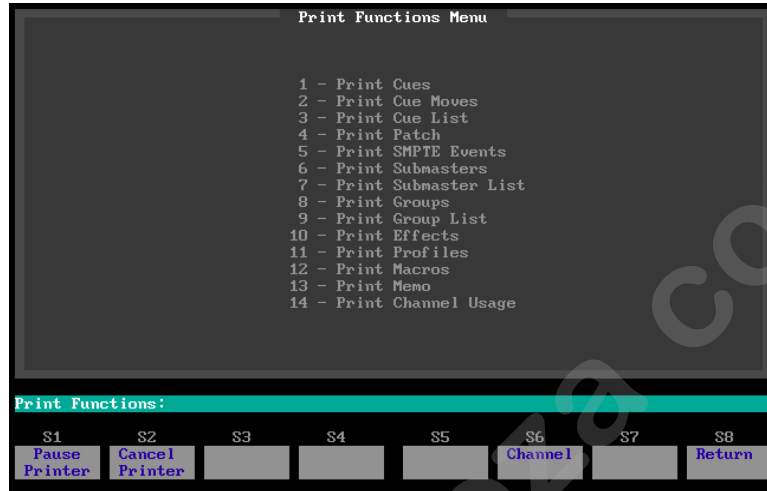 Print Functions Menu
1 - Print Cues
2 - Print Cue Moves
3 - Print Cue List
4 - Print Patch
5 - Print SMPTE Events
6 - Print Submasters
7 - Print Submaster List
8 - Print Groups
9 - Print Group List
10 - Print Effects
11 - Print Profiles
12 - Print Macros
13 - Print Memo
14 - Print Channel Usage
Print Functions:
S1 S2 S3 S4 S5 S6 S7 S8
Pause Cancel Channel Return
Printer Printer